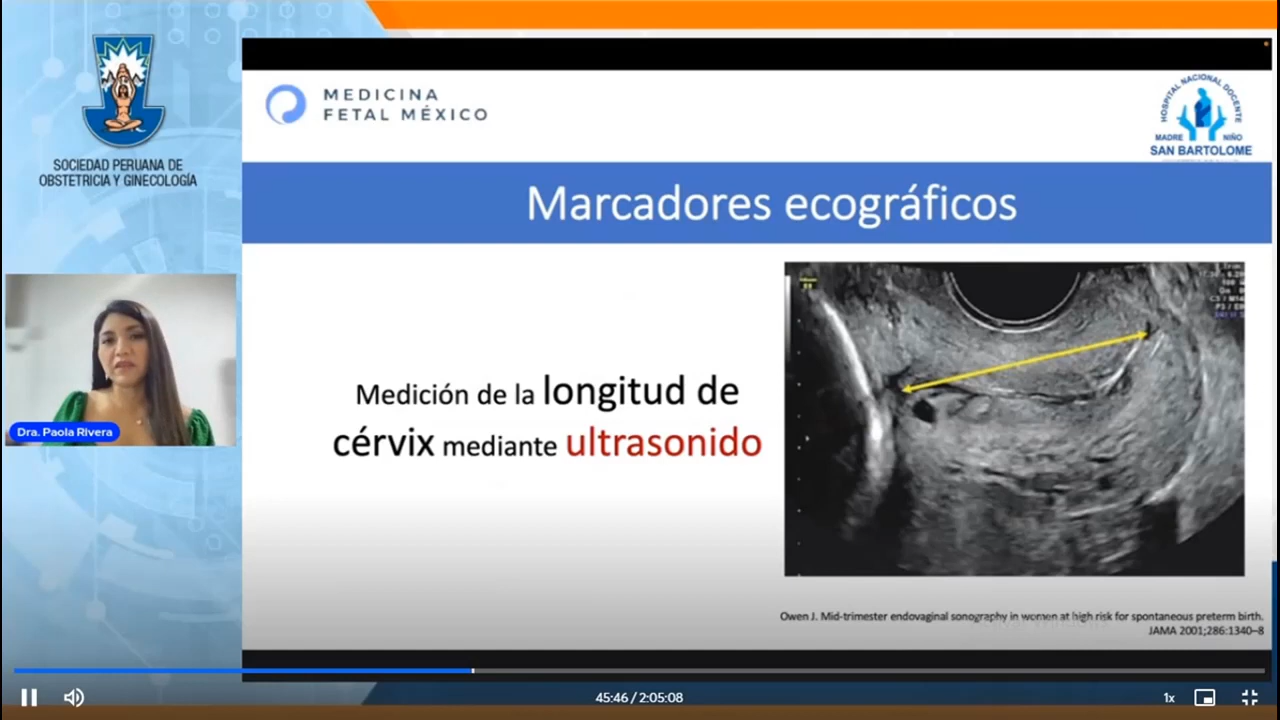 SOCIEDAD PERUANA DE
OBSTETRICIA Y GINECOLOGÍA
MEDICINA
FETAL MÉXICO
HOSPITAL NACIONAL DOCENTE
MADRE NIÑO
SAN BARTOLOME
Marcadores ecográficos
Medición de la longitud de
cérvix mediante ultrasonido
Dra. Paola Rivera
Owen J. Mid-trimester endovaginal sonography in women at high risk for spontaneous preterm birth.
JAMA 2001;286:1340–8
45:46 / 2:05:08
1x